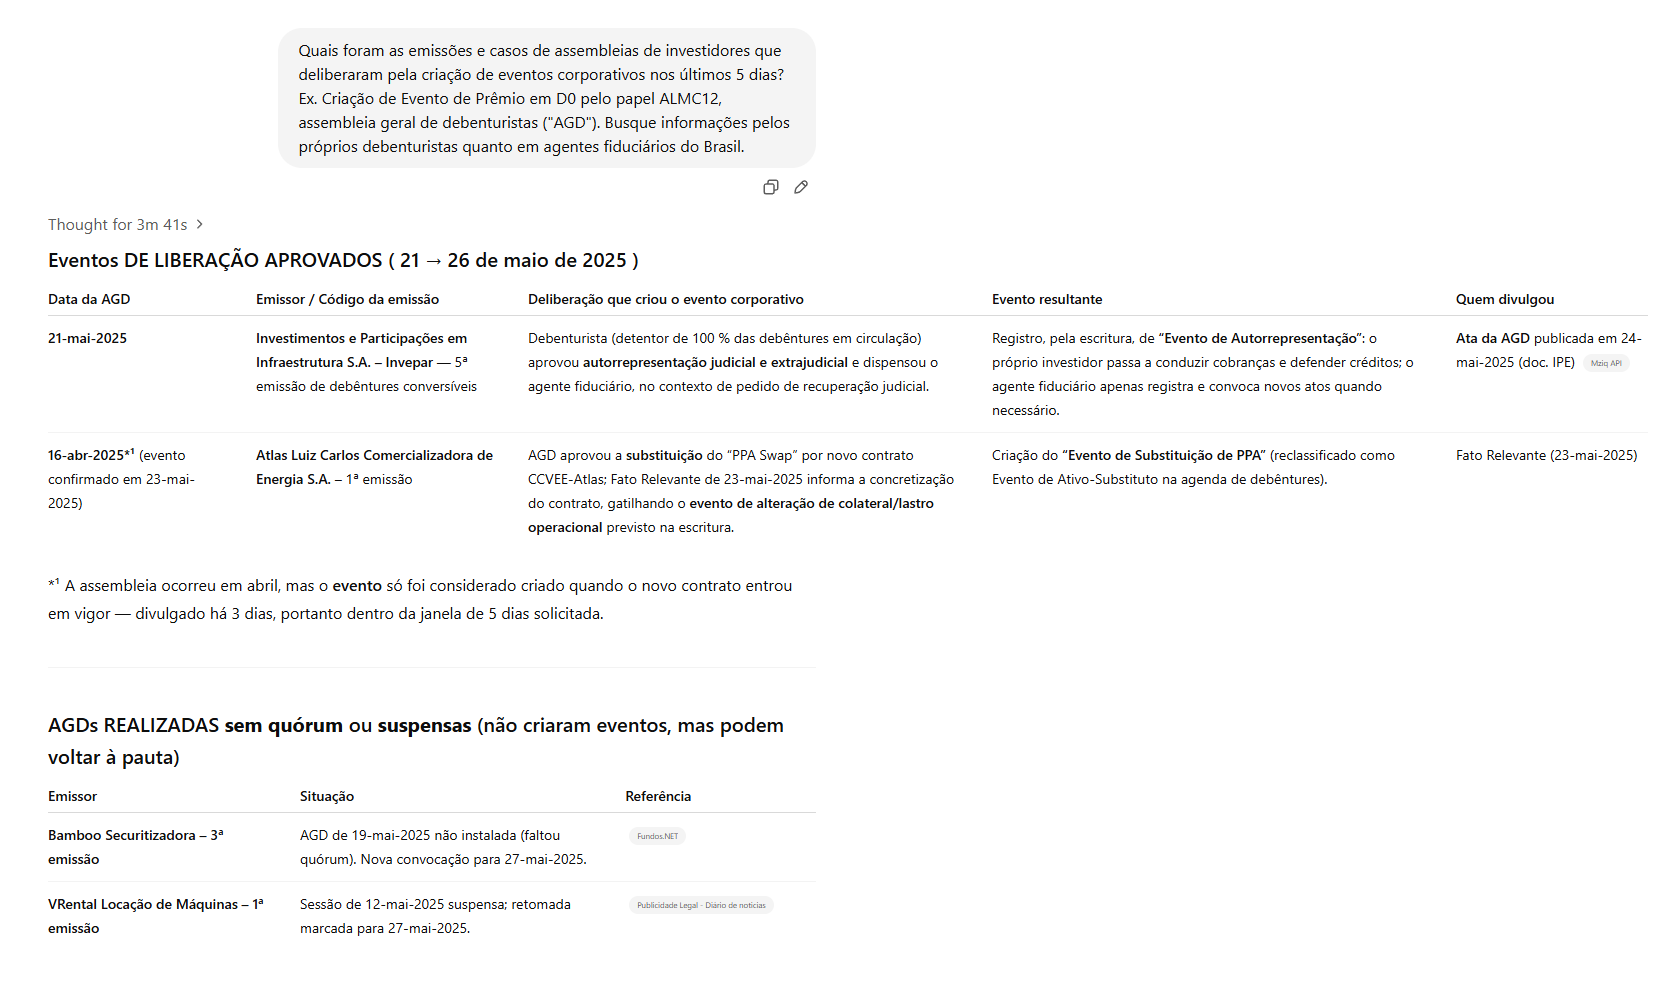 Quais foram as emissões e casos de assembleias de investidores que
deliberaram pela criação de eventos corporativos nos últimos 5 dias?
Ex. Criação de Evento de Prêmio em D0 pelo papel ALMC12,
assembleia geral de debenturistas ("AGD"). Busque informações pelos
próprios debenturistas quanto em agentes fiduciários do Brasil.
Thought for 3m 41s >
Eventos DE LIBERAÇÃO APROVADOS ( 21 → 26 de maio de 2025 )
Data da AGD
Emissor / Código da emissão
Deliberação que criou o evento corporativo
Evento resultante
Quem divulgou
21-mai-2025
Investimentos e Participações em
Infraestrutura S.A. – Invepar — 5ª
emissão de debêntures conversíveis
Debenturista (detentor de 100 % das debêntures em circulação)
aprovou autorrepresentação judicial e extrajudicial e dispensou o
agente fiduciário, no contexto de pedido de recuperação judicial.
Registro, pela escritura, de “Evento de Autorrepresentação”: o
próprio investidor passa a conduzir cobranças e defender créditos; o
agente fiduciário apenas registra e convoca novos atos quando
necessário.
Ata da AGD publicada em 24-
mai-2025 (doc. IPE) Mziq API
16-abr-2025*¹ (evento
confirmado em 23-mai-
2025)
Atlas Luiz Carlos Comercializadora de
Energia S.A. – 1ª emissão
AGD aprovou a substituição do “PPA Swap” por novo contrato
CCVEE-Atlas; Fato Relevante de 23-mai-2025 informa a concretização
do contrato, gatilhando o evento de alteração de colateral/lastro
operacional previsto na escritura.
Criação do “Evento de Substituição de PPA” (reclassificado como
Evento de Ativo-Substituto na agenda de debêntures).
Fato Relevante (23-mai-2025)
*¹ A assembleia ocorreu em abril, mas o evento só foi considerado criado quando o novo contrato entrou
em vigor — divulgado há 3 dias, portanto dentro da janela de 5 dias solicitada.
AGDs REALIZADAS sem quórum ou suspensas (não criaram eventos, mas podem
voltar à pauta)
Emissor
Situação
Referência
Bamboo Securitizadora – 3ª
emissão
AGD de 19-mai-2025 não instalada (faltou
quórum). Nova convocação para 27-mai-2025.
Fundos.NET
VRental Locação de Máquinas – 1ª
emissão
Sessão de 12-mai-2025 suspensa; retomada
marcada para 27-mai-2025.
Publicidade Legal - Diário de notícias